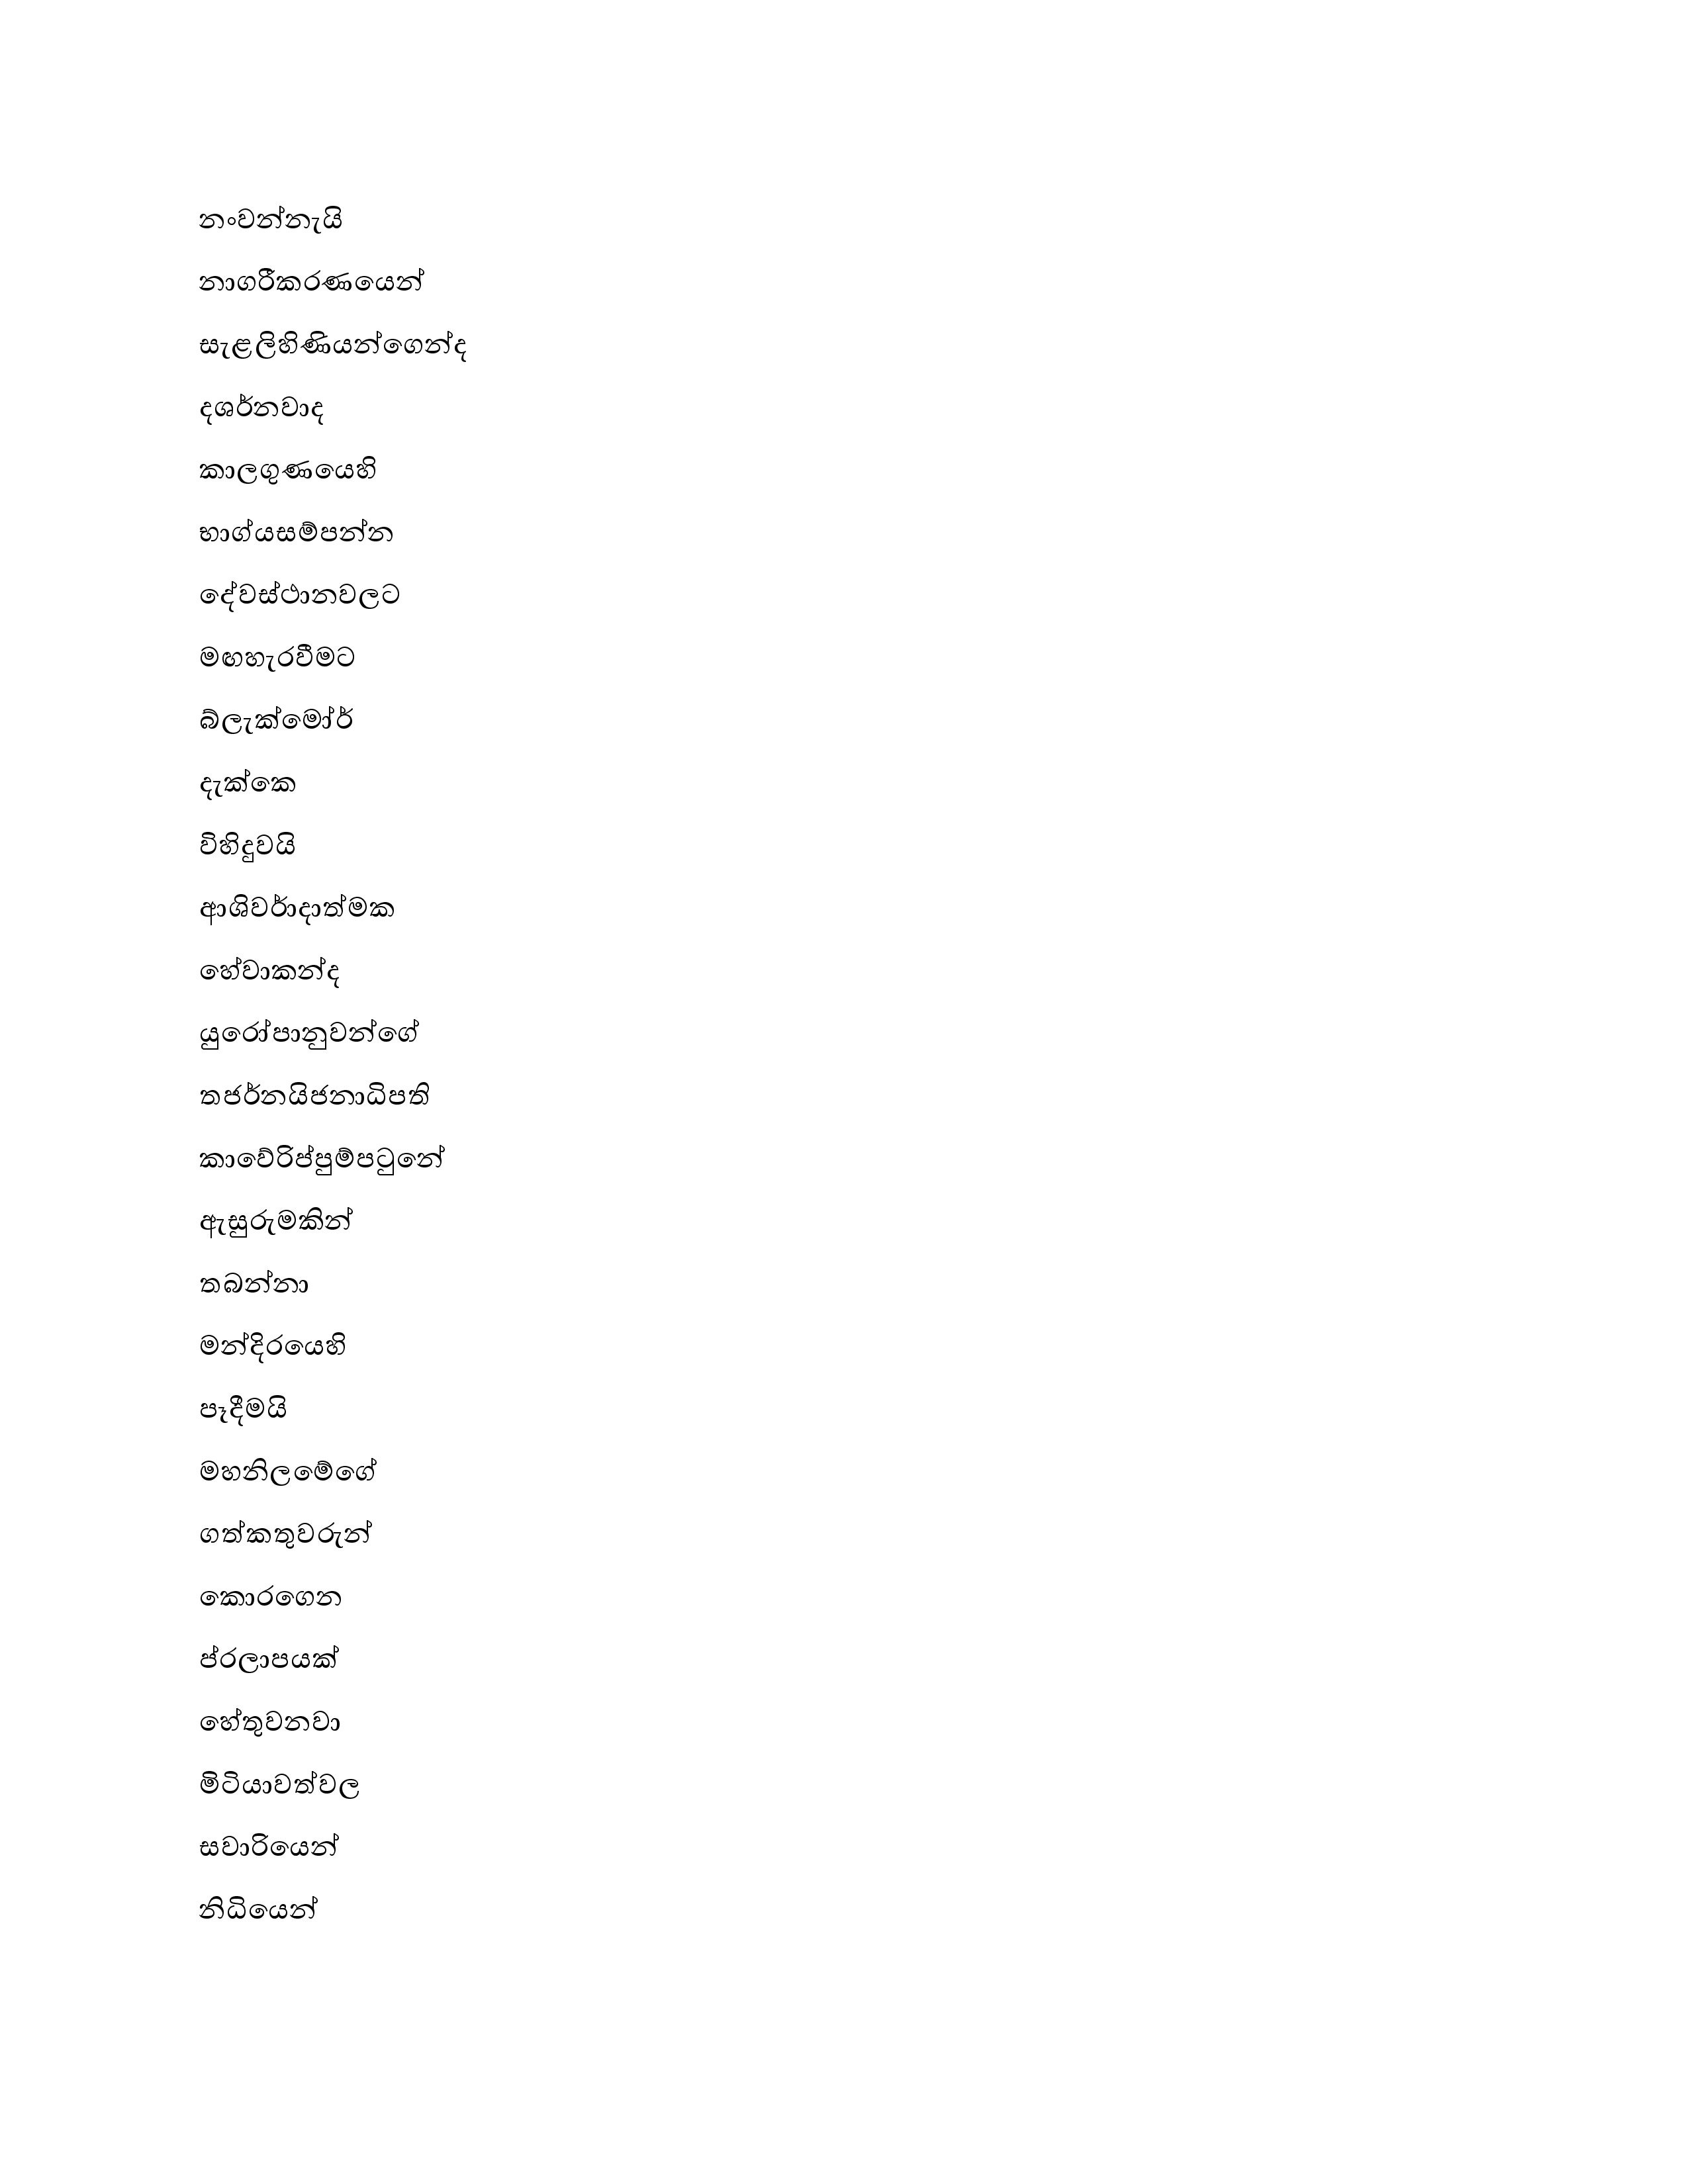 නංවන්නැයි
නාගරීකරණයෙන්
සැළලිහිණියන්ගෙන්ද
දශර්නවාද
කාලගුණයෙහි
භාග්යසම්පන්න
දේවස්ථානවලට
මඟහැරවීමට
බ්ලැක්මෝර්
දැක්කෙ
විහිදුවයි
ආශිවර්ාදාත්මක
හේවාකන්ද
යුරෝපානුවන්ගේ
තජර්නයිජනාධිපති
කාවේරිප්පුම්පටුනේ
ඇසුරුමකින්
තබන්නා
මන්දිරයෙහි
පෑදීමයි
මහනිලමේගේ
ගත්කතුවරුන්
කොරගෙන
ප්රලාපයක්
හේතුවනවා
මිටියාවත්වල
සවාරියෙන්
නිධියෙන්